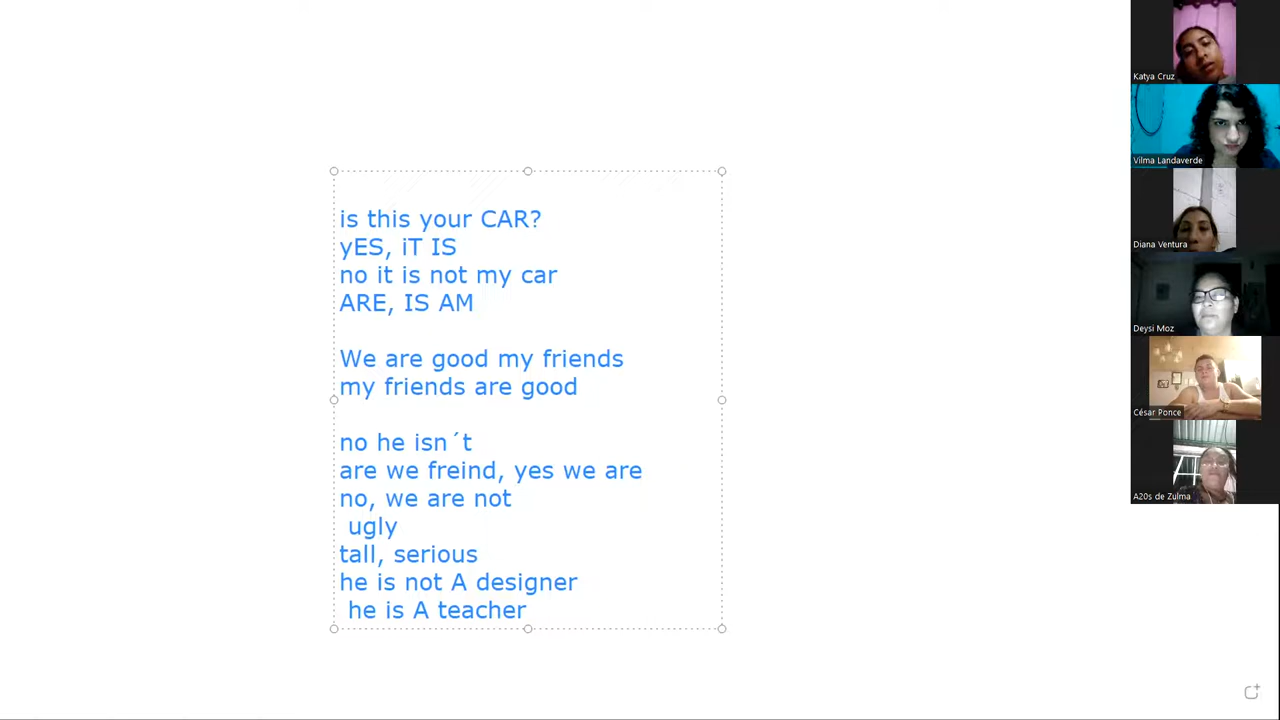 is this your CAR?
yES, iT IS
no it is not my car
ARE, IS AM
We are good my friends
my friends are good
no he isn´t
are we freind, yes we are
no, we are not
ugly
tall, serious
he is not A designer
he is A teacher
Katya Cruz
Vilma Landaverde
Diana Ventura
Deysi Moz
César Ponce
A20s de Zulma